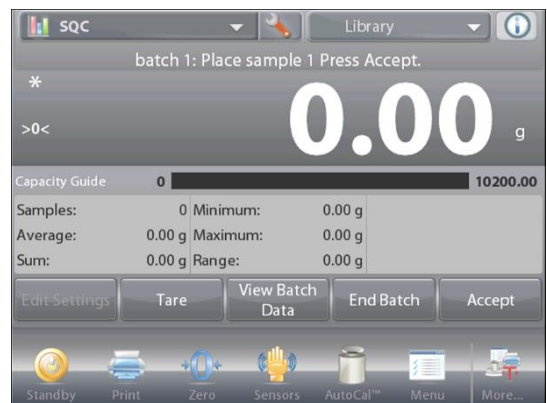 SQC Library
batch 1: Place sample 1 Press Accept.
*
>0< 0.00 g
Capacity Guide 0 10200.00
Samples: 0 Minimum: 0.00 g
Average: 0.00 g Maximum: 0.00 g
Sum: 0.00 g Range: 0.00 g
Edit Settings Tare View Batch Data End Batch Accept
Standby Print Zero Sensors AutoCal™ Menu More...